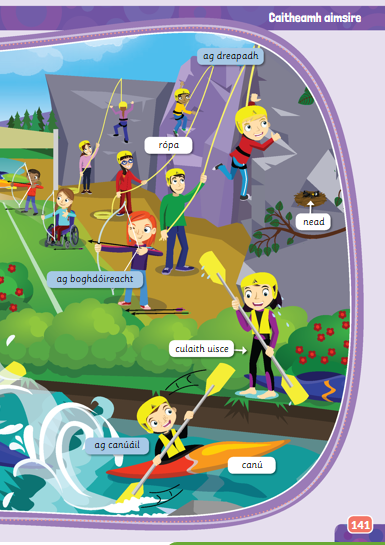 Caitheamh aimsire
ag dreapadh
rópa
nead
ag boghdóireacht
culaith uisce
ag canúáil
canú
141